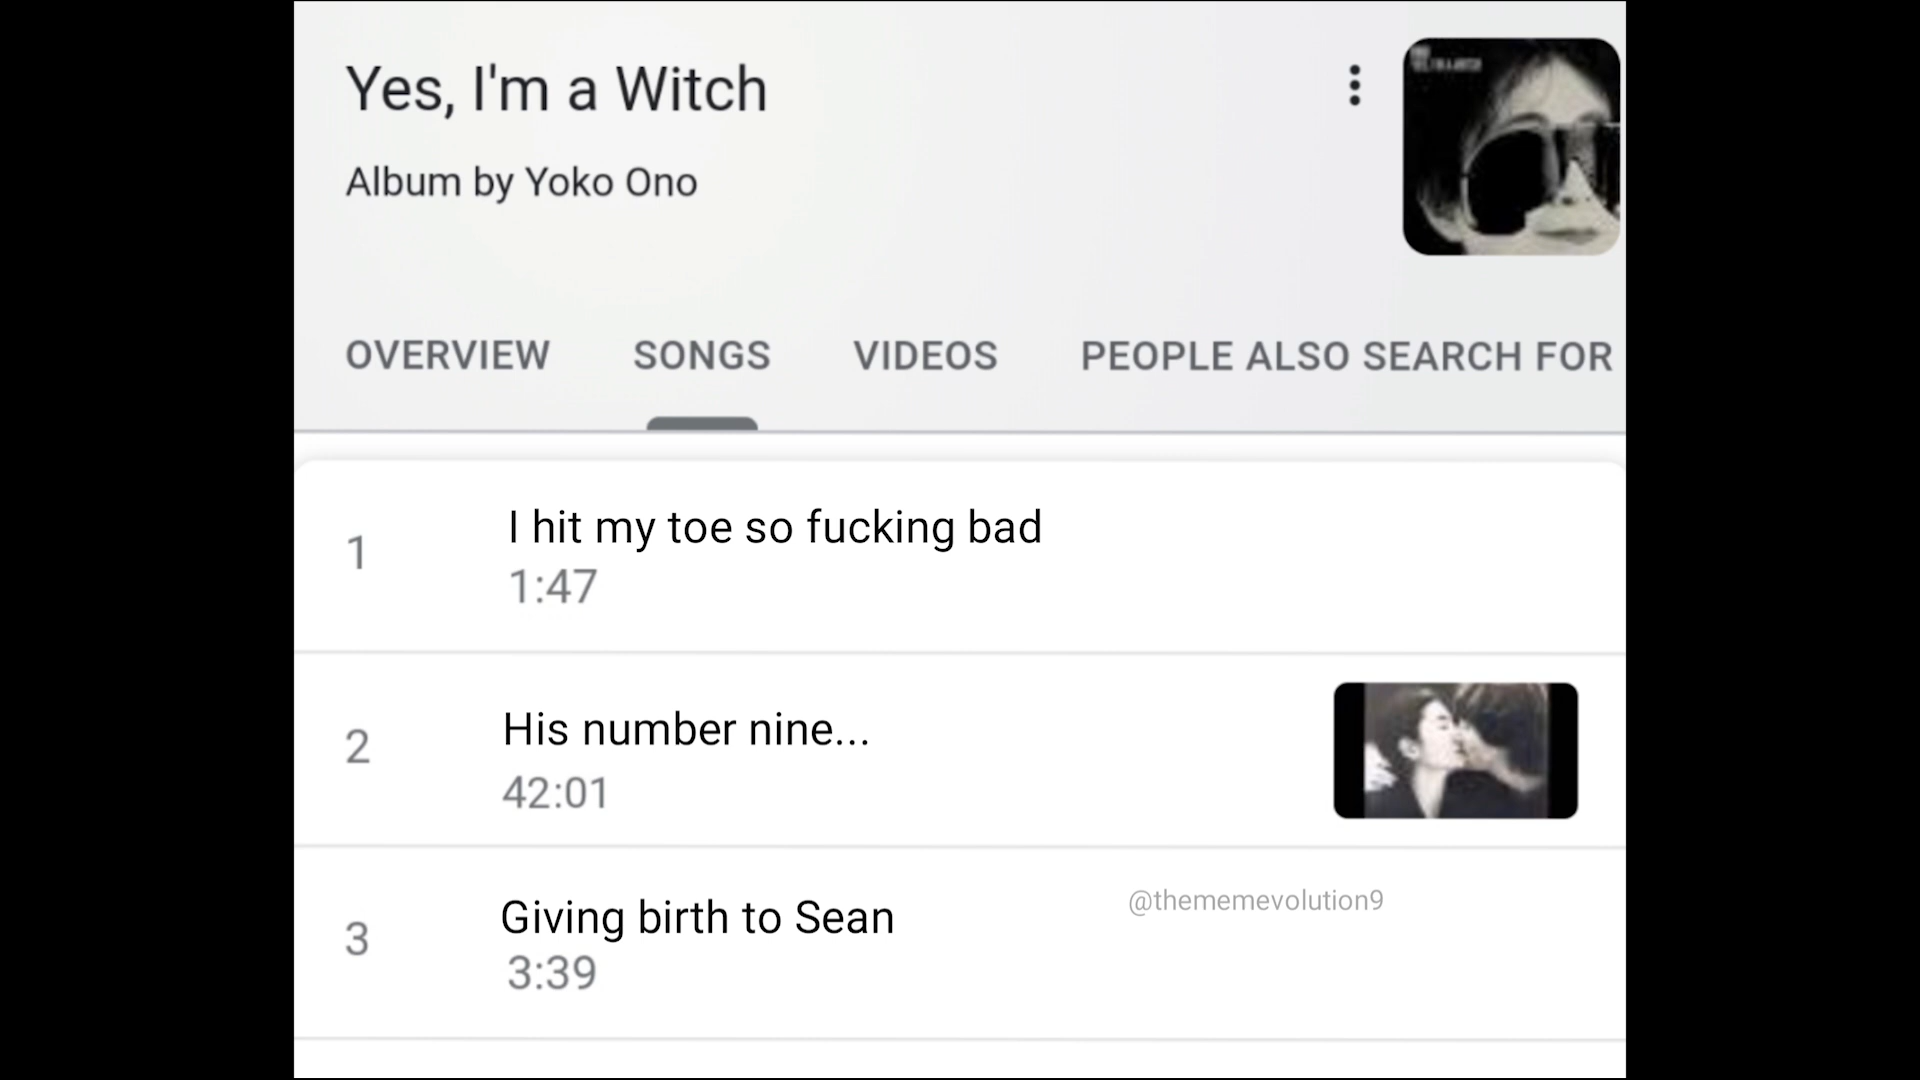 Yes, I'm a Witch
Album by Yoko Ono
OVERVIEW SONGS VIDEOS PEOPLE ALSO SEARCH FOR
1
I hit my toe so fucking bad
1:47
2
His number nine...
42:01
3
Giving birth to Sean
3:39
@thememevolution9